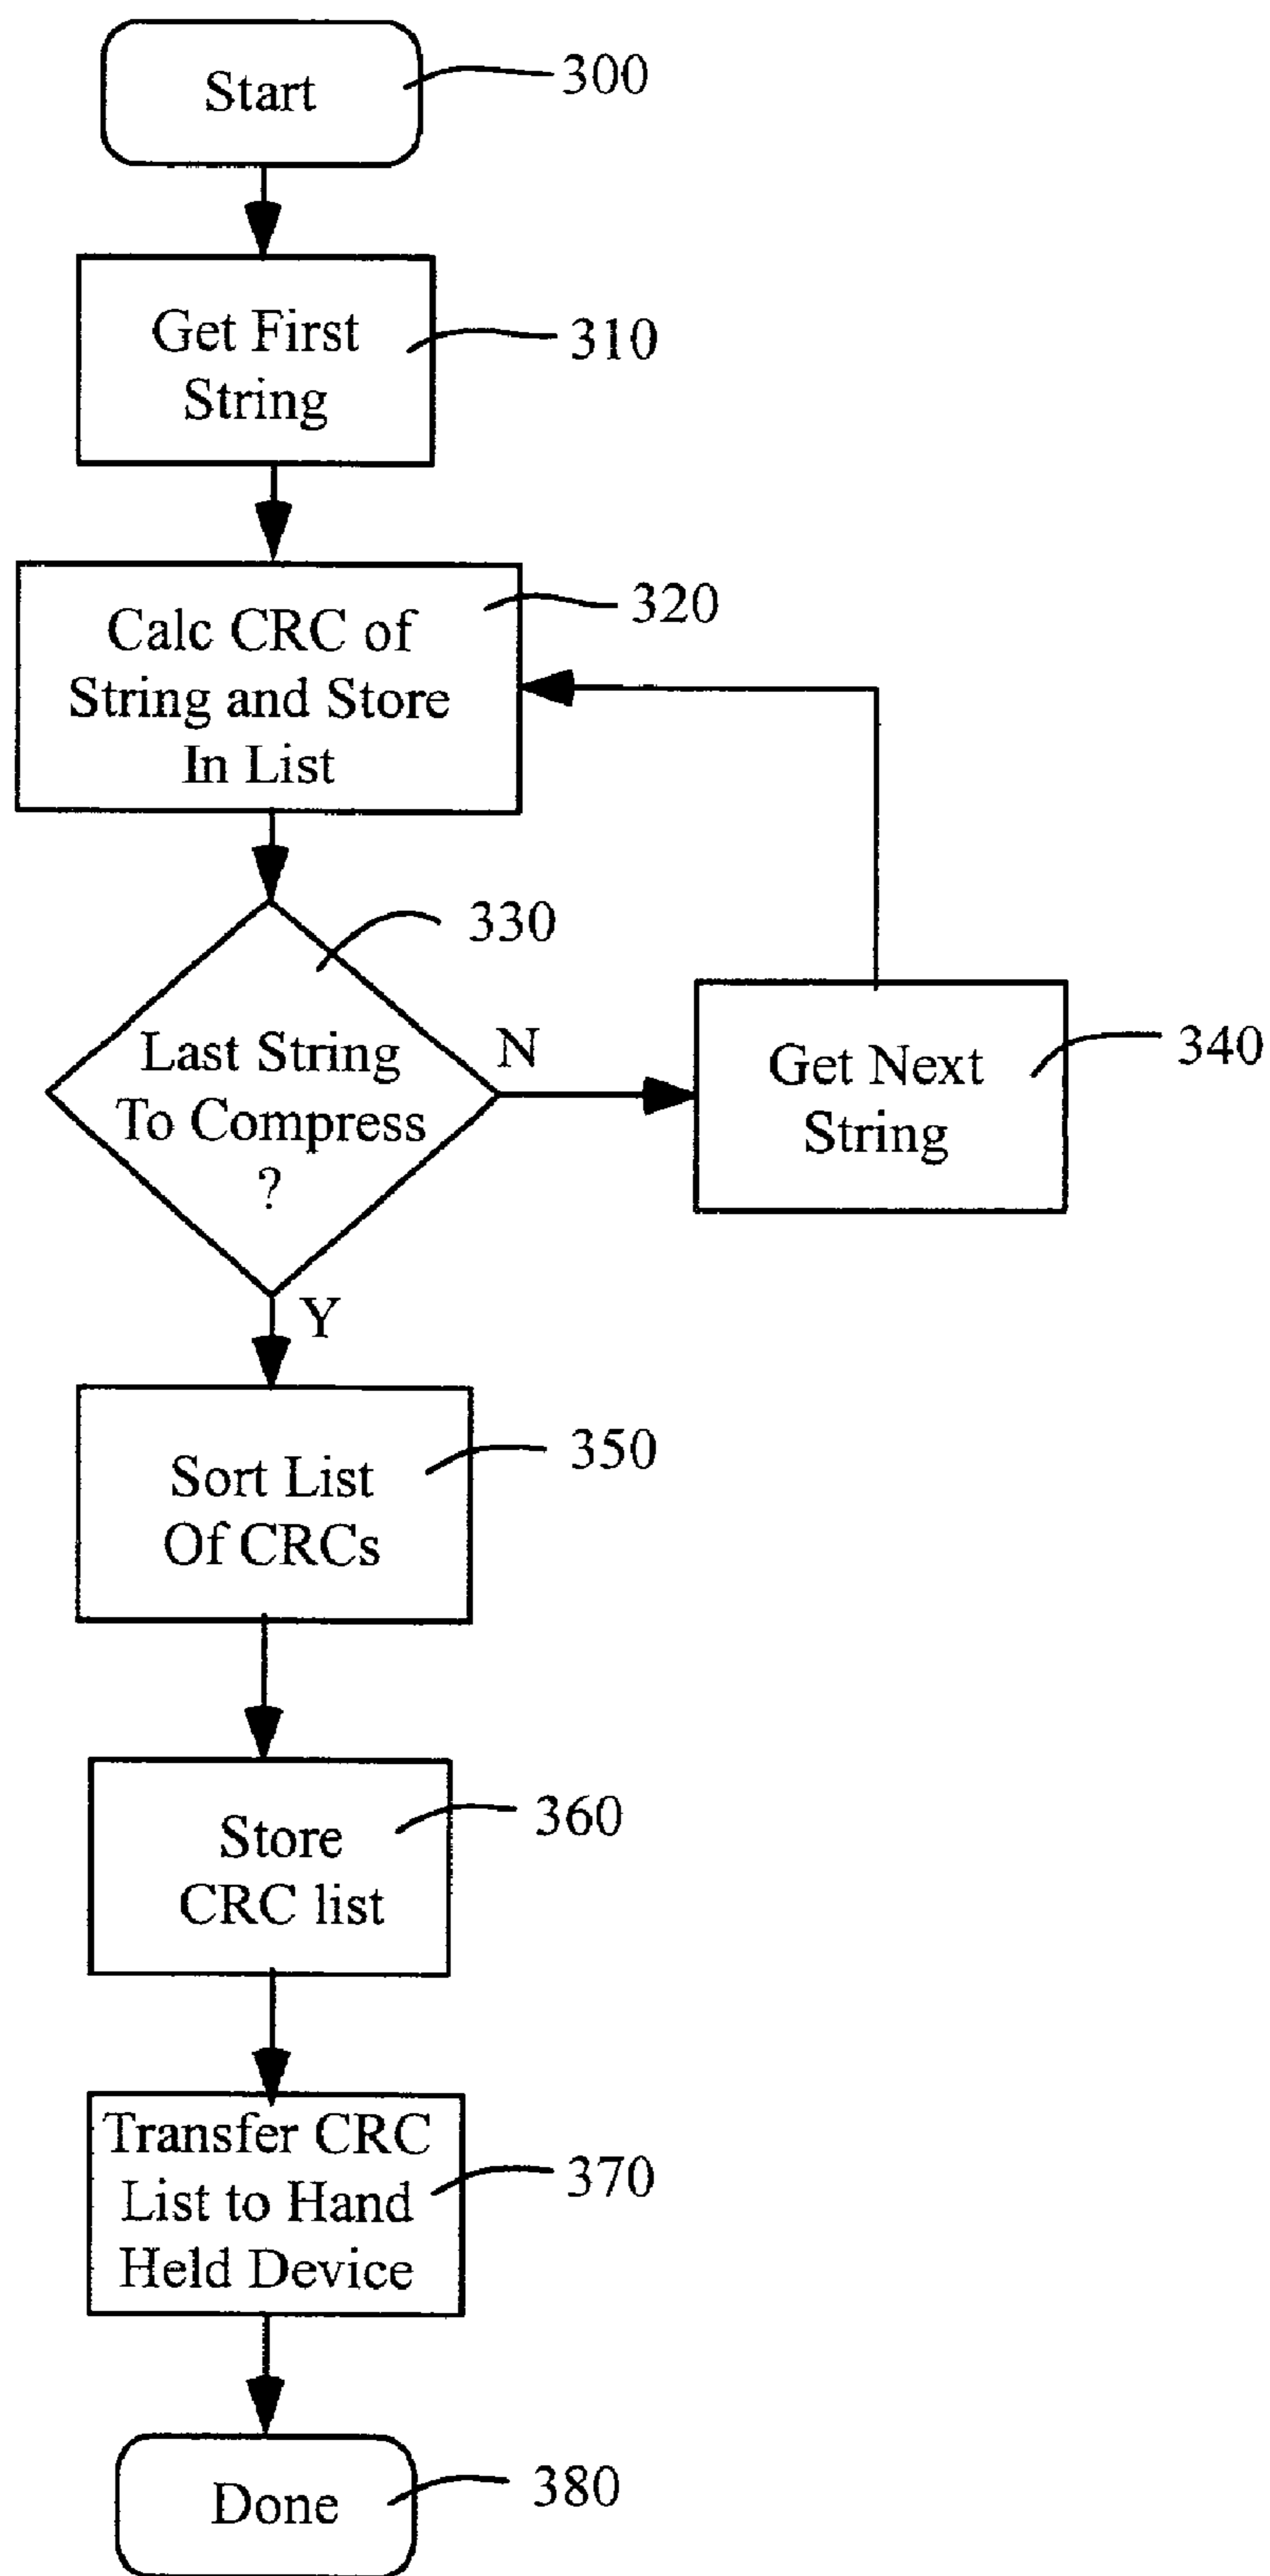 Start
300
Get First
String
310
Calc CRC of
String and Store
In List
320
330
Last String
To Compress
?
N
Get Next
String
340
Y
Sort List
Of CRCs
350
Store
CRC list
360
Transfer CRC
List to Hand
Held Device
370
Done
380